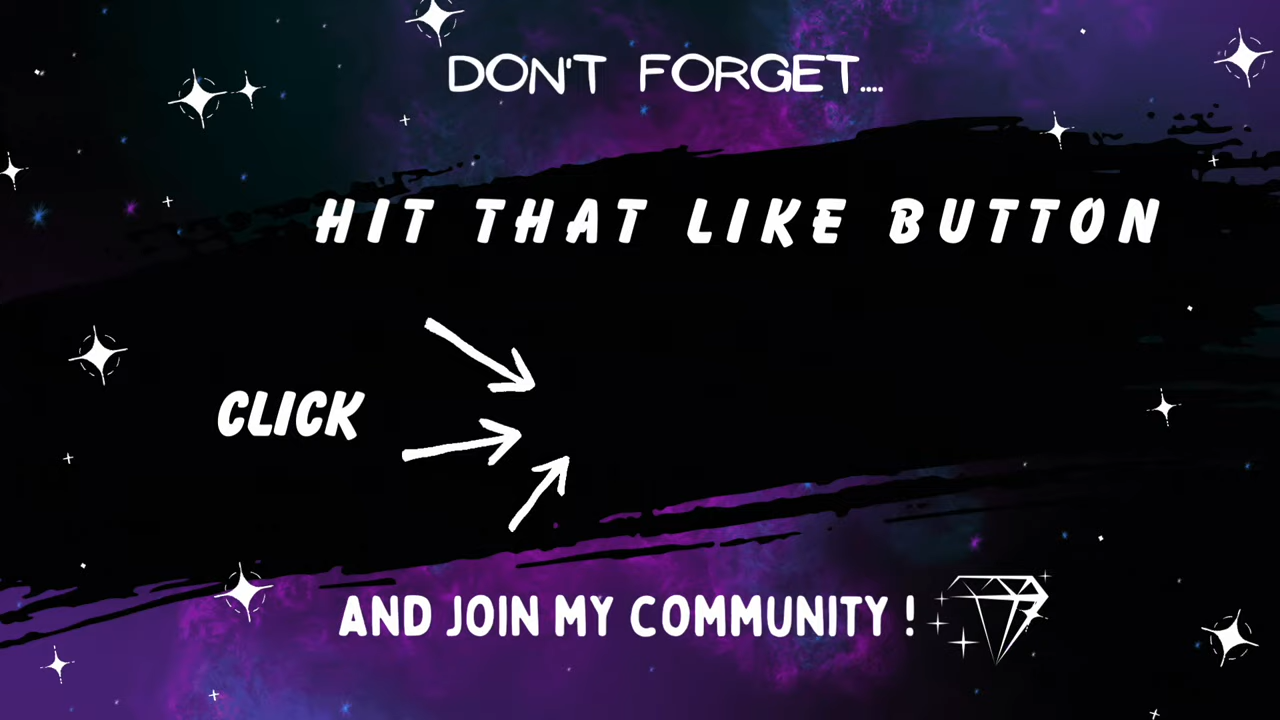 DON'T FORGET....
HIT THAT LIKE BUTTON
CLICK
AND JOIN MY COMMUNITY !